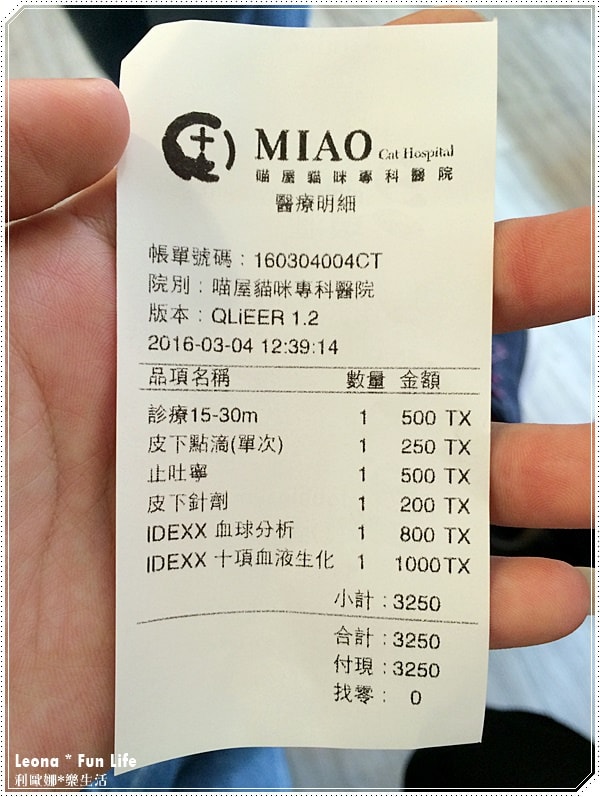 MIAO Cat Hospital
喵屋貓咪專科醫院
醫療明細
帳單號碼：160304004CT
院別：喵屋貓咪專科醫院
版本：QLiEER 1.2
2016-03-04 12:39:14
品項名稱 數量 金額
診療15-30m 1 500 TX
皮下點滴(單次) 1 250 TX
止吐寧 1 500 TX
皮下針劑 1 200 TX
IDEXX 血球分析 1 800 TX
IDEXX 十項血液生化 1 1000TX
小計：3250
合計：3250
付現：3250
找零： 0
Leona * Fun Life
利歐娜*樂生活